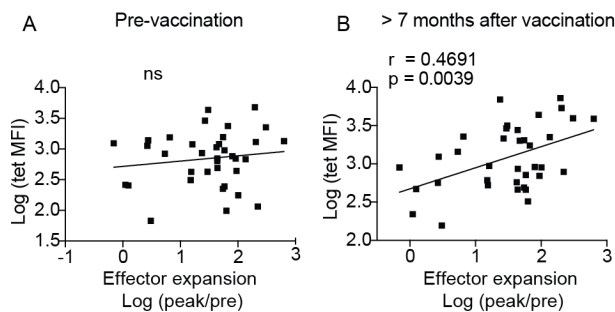 A
Pre-vaccination
ns
Log (tet MFI)
4.0
3.5
3.0
2.5
2.0
1.5
-1
0
1
2
3
Effector expansion
Log (peak/pre)
B
> 7 months after vaccination
r = 0.4691
p = 0.0039
Log (tet MFI)
4.0
3.5
3.0
2.5
2.0
0
1
2
3
Effector expansion
Log (peak/pre)